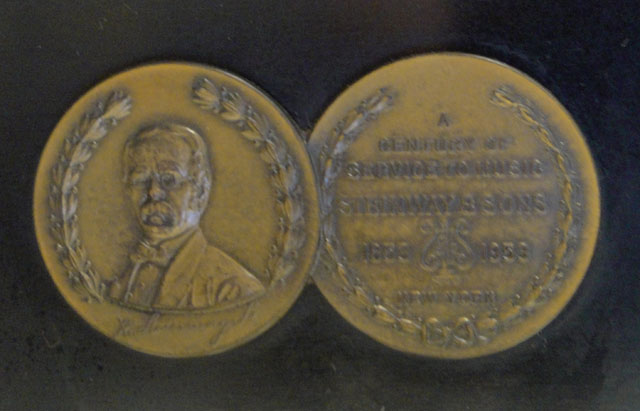 A
CENTURY OF
SERVICE TO MUSIC
STEINWAY & SONS
1853 1953
NEW YORK